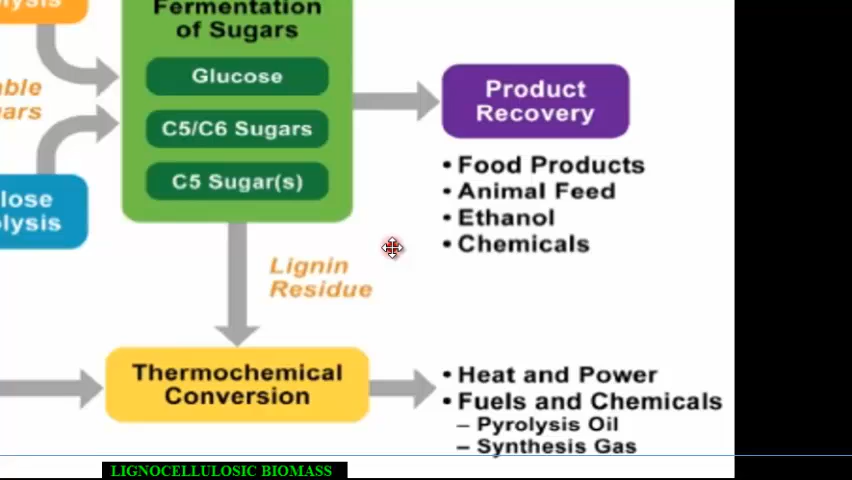 Fermentation
of Sugars
Glucose
C5/C6 Sugars
C5 Sugar(s)
Product
Recovery
• Food Products
• Animal Feed
• Ethanol
• Chemicals
Lignin
Residue
Thermochemical
Conversion
• Heat and Power
• Fuels and Chemicals
– Pyrolysis Oil
– Synthesis Gas
LIGNOCELLULOSIC BIOMASS